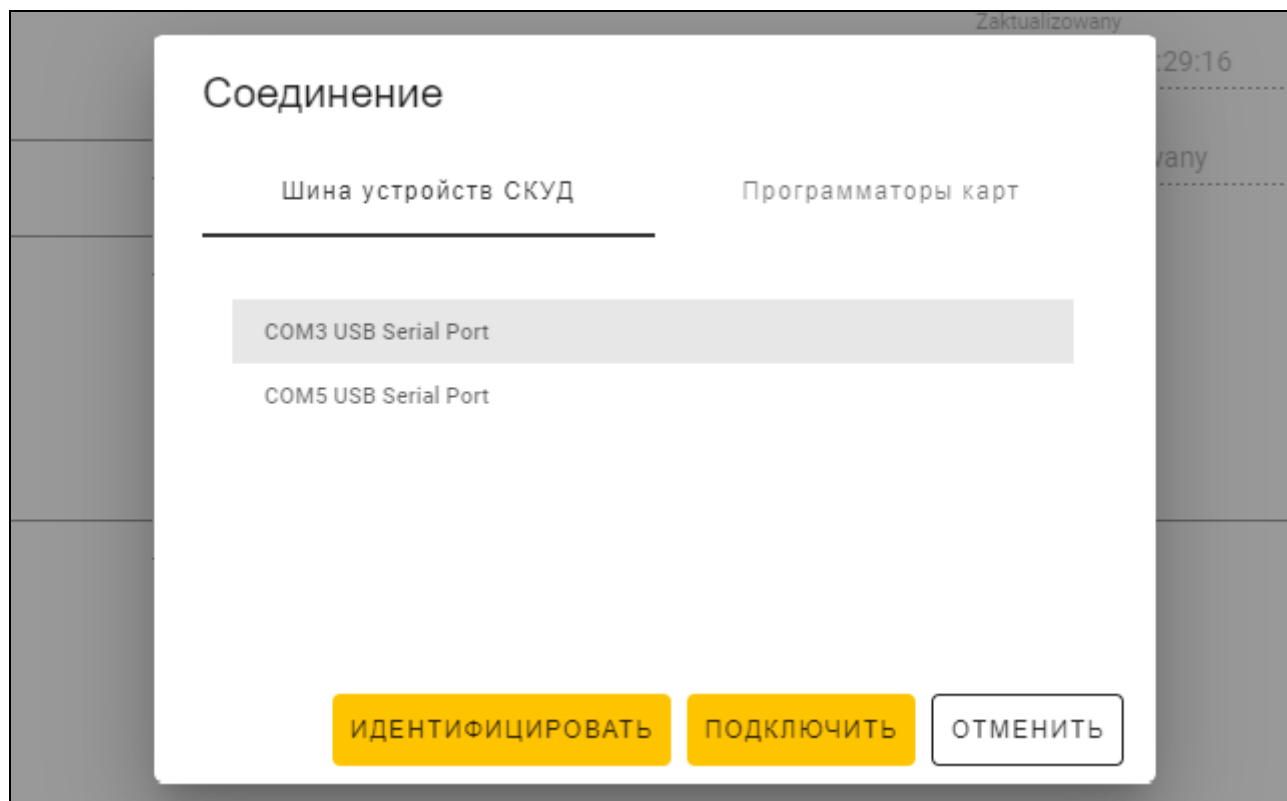 Zaktualizowany
:29:16
Соединение
Шина устройств СКУД
Программаторы карт
COM3 USB Serial Port
COM5 USB Serial Port
ИДЕНТИФИЦИРОВАТЬ
ПОДКЛЮЧИТЬ
ОТМЕНИТЬ